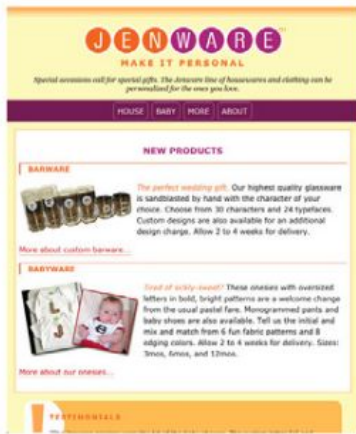 JENWARE
MAKE IT PERSONAL
Special occasions call for special gifts. The Jenware line of housewares and clothing can be
personalized for the ones you love.
HOUSE BABY MORE ABOUT
NEW PRODUCTS
BARWARE
The perfect wedding gift. Our highest quality glassware
is sandblasted by hand with the character of your
choice. Choose from 30 characters and 24 typefaces.
Custom designs are also available for an additional
design charge. Allow 2 to 4 weeks for delivery.
More about custom barware...
BABYWARE
Tired of sickly-sweet? These onesies with oversized
letters in bold, bright patterns are a welcome change
from the usual pastel fare. Monogrammed pants and
baby shoes are also available. Tell us the initial and
mix and match from 6 fun fabric patterns and 8
edging colors. Allow 2 to 4 weeks for delivery. Sizes:
3mos, 6mos, and 12mos.
More about our onesies...
TESTIMONIALS